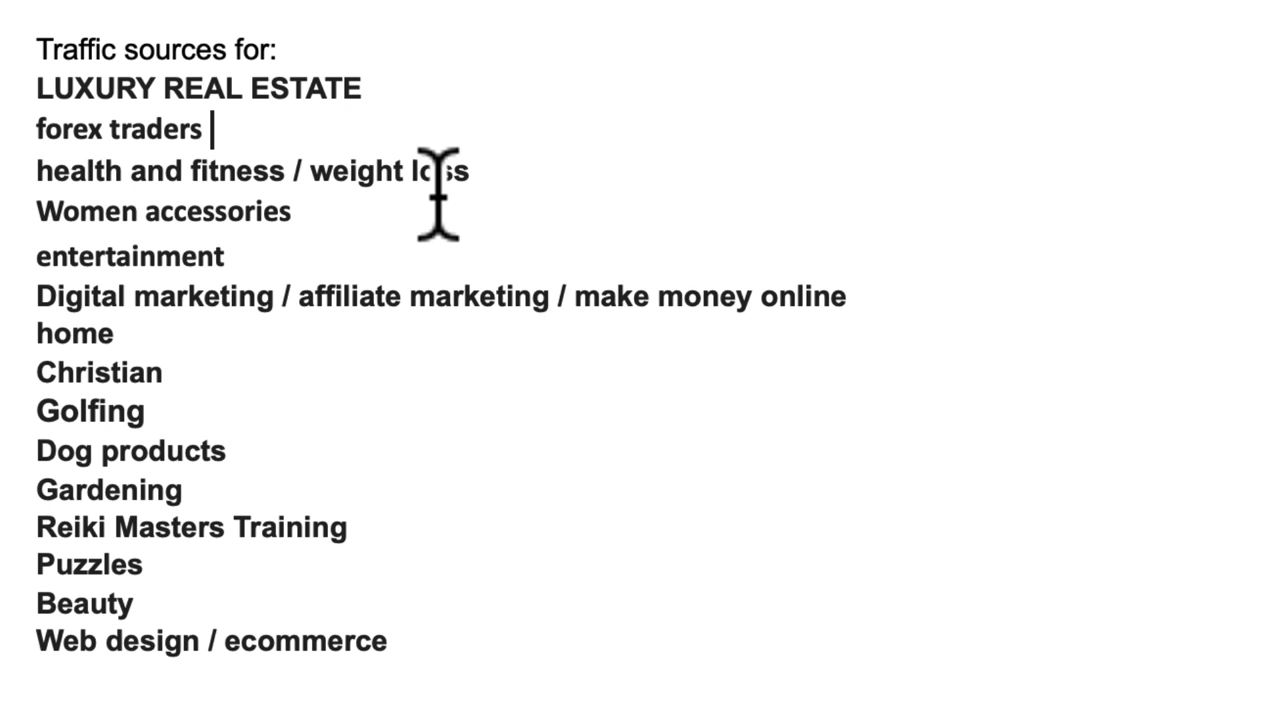 Traffic sources for:
LUXURY REAL ESTATE
forex traders
health and fitness / weight loss
Women accessories
entertainment
Digital marketing / affiliate marketing / make money online
home
Christian
Golfing
Dog products
Gardening
Reiki Masters Training
Puzzles
Beauty
Web design / ecommerce